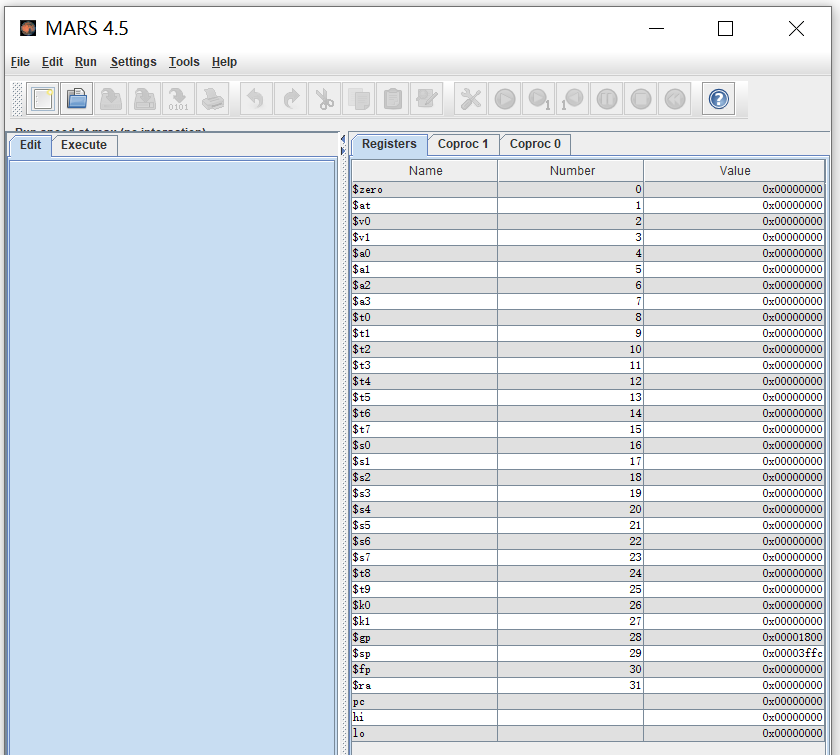 MARS 4.5
File Edit Run Settings Tools Help
0101 1 1 ?
Run speed at max (no interaction)
Edit Execute
Registers Coproc 1 Coproc 0
Name Number Value
$zero 0 0x00000000
$at 1 0x00000000
$v0 2 0x00000000
$v1 3 0x00000000
$a0 4 0x00000000
$a1 5 0x00000000
$a2 6 0x00000000
$a3 7 0x00000000
$t0 8 0x00000000
$t1 9 0x00000000
$t2 10 0x00000000
$t3 11 0x00000000
$t4 12 0x00000000
$t5 13 0x00000000
$t6 14 0x00000000
$t7 15 0x00000000
$s0 16 0x00000000
$s1 17 0x00000000
$s2 18 0x00000000
$s3 19 0x00000000
$s4 20 0x00000000
$s5 21 0x00000000
$s6 22 0x00000000
$s7 23 0x00000000
$t8 24 0x00000000
$t9 25 0x00000000
$k0 26 0x00000000
$k1 27 0x00000000
$gp 28 0x00001800
$sp 29 0x00003ffc
$fp 30 0x00000000
$ra 31 0x00000000
pc 0x00000000
hi 0x00000000
lo 0x00000000